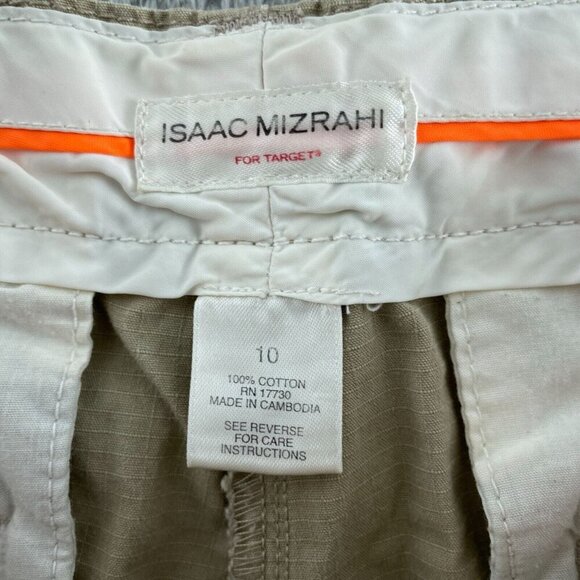 ISAAC MIZRAHI
FOR TARGET®
10
100% COTTON
RN 17730
MADE IN CAMBODIA
SEE REVERSE
FOR CARE
INSTRUCTIONS